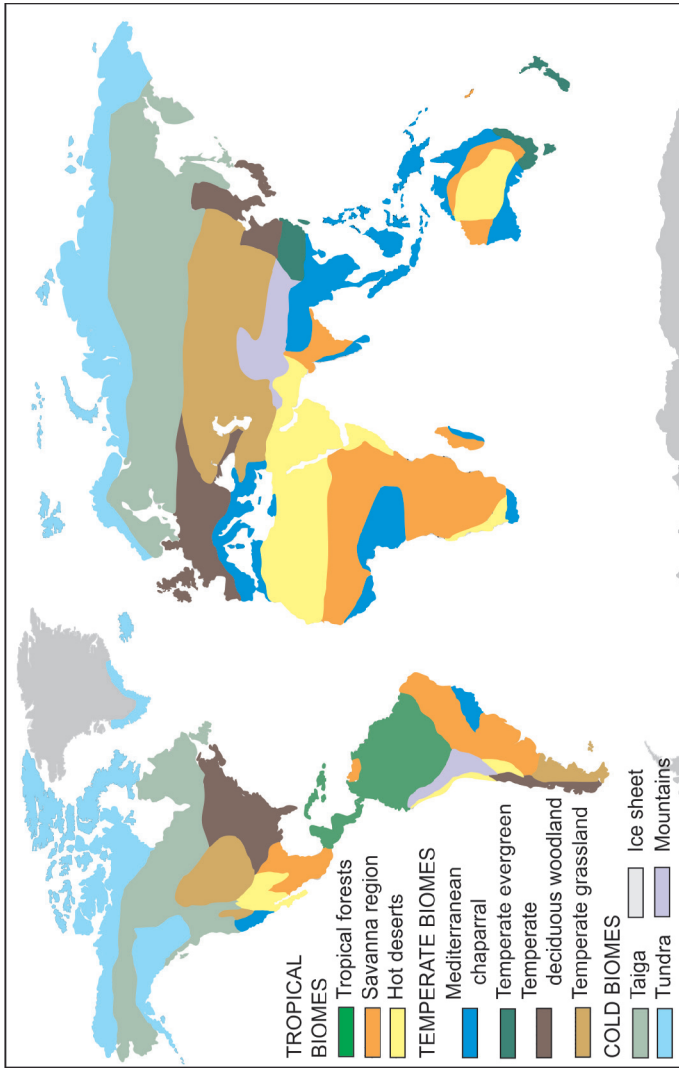 TROPICAL
BIOMES
Tropical forests
Savanna region
Hot deserts
TEMPERATE BIOMES
Mediterranean
chaparral
Temperate evergreen
Temperate
deciduous woodland
Temperate grassland
COLD BIOMES
Taiga
Tundra
Ice sheet
Mountains